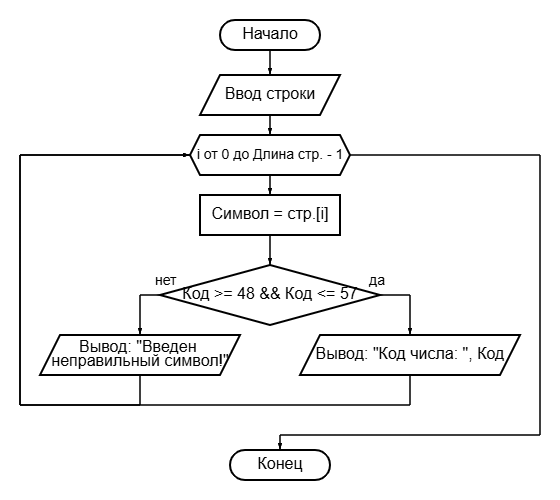 Начало
Ввод строки
i от 0 до Длина стр. - 1
Символ = стр.[i]
нет
да
Код >= 48 && Код <= 57
Вывод: "Введен
неправильный символ!"
Вывод: "Код числа: ", Код
Конец